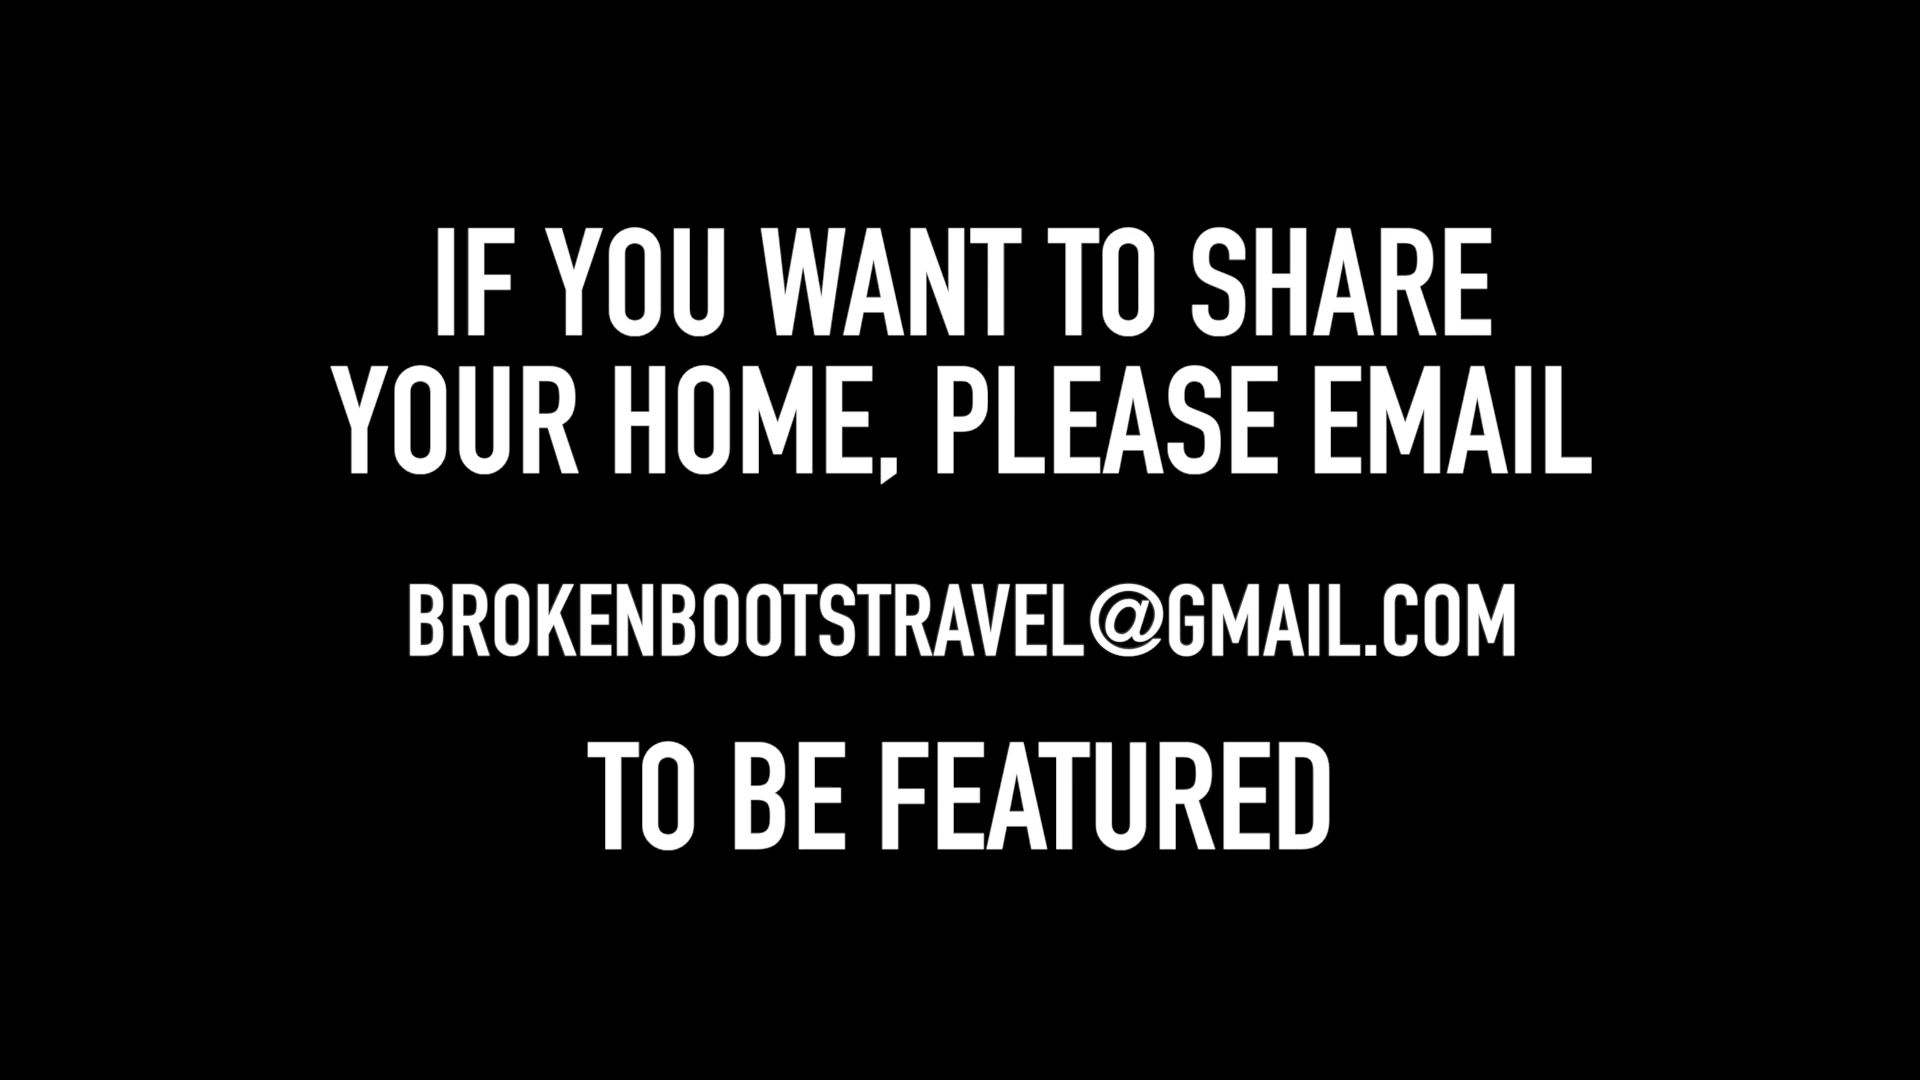 IF YOU WANT TO SHARE
YOUR HOME, PLEASE EMAIL
BROKENBOOTSTRAVEL@GMAIL.COM
TO BE FEATURED